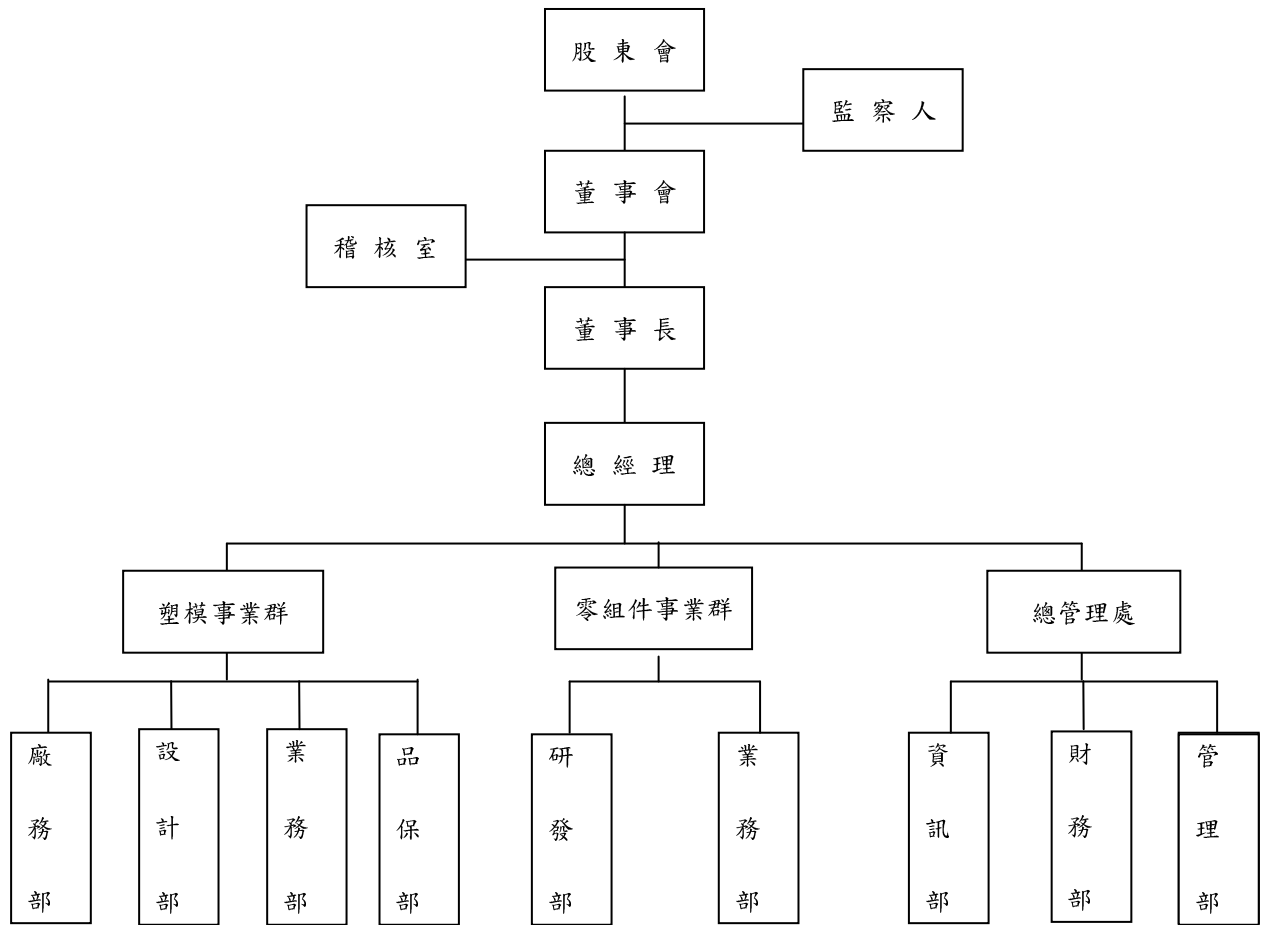 股東會
監察人
董事會
稽核室
董事長
總經理
塑模事業群
零組件事業群
總管理處
廠務部
設計部
業務部
品保部
研發部
業務部
資訊部
財務部
管理部